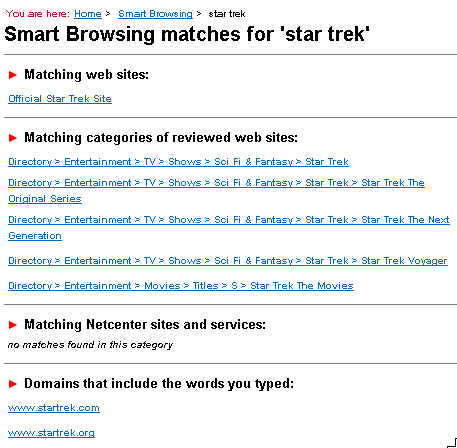 You are here: Home > Smart Browsing > star trek
Smart Browsing matches for 'star trek'
► Matching web sites:
Official Star Trek Site
► Matching categories of reviewed web sites:
Directory > Entertainment > TV > Shows > Sci Fi & Fantasy > Star Trek
Directory > Entertainment > TV > Shows > Sci Fi & Fantasy > Star Trek > Star Trek The
Original Series
Directory > Entertainment > TV > Shows > Sci Fi & Fantasy > Star Trek > Star Trek The Next
Generation
Directory > Entertainment > TV > Shows > Sci Fi & Fantasy > Star Trek > Star Trek Voyager
Directory > Entertainment > Movies > Titles > S > Star Trek The Movies
► Matching Netcenter sites and services:
no matches found in this category
► Domains that include the words you typed:
www.startrek.com
www.startrek.org